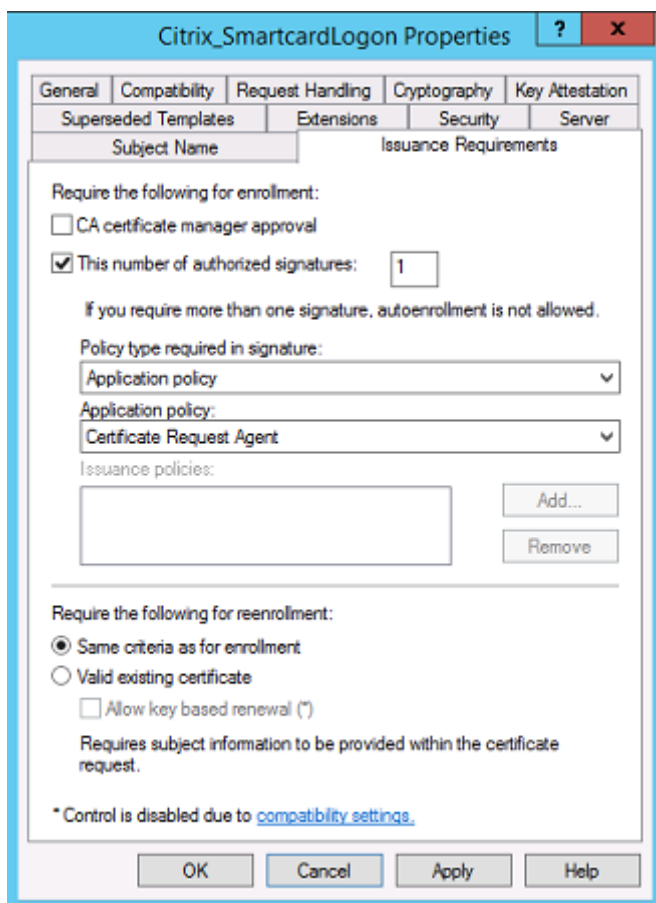 Citrix_SmartcardLogon Properties
? x
General Compatibility Request Handling Cryptography Key Attestation
Superseded Templates Extensions Security Server
Subject Name Issuance Requirements
Require the following for enrollment:
CA certificate manager approval
This number of authorized signatures: 1
If you require more than one signature, autoenrollment is not allowed.
Policy type required in signature:
Application policy
Application policy:
Certificate Request Agent
Issuance policies:
Add...
Remove
Require the following for reenrollment:
Same criteria as for enrollment
Valid existing certificate
Allow key based renewal (*)
Requires subject information to be provided within the certificate
request.
* Control is disabled due to compatibility settings.
OK Cancel Apply Help